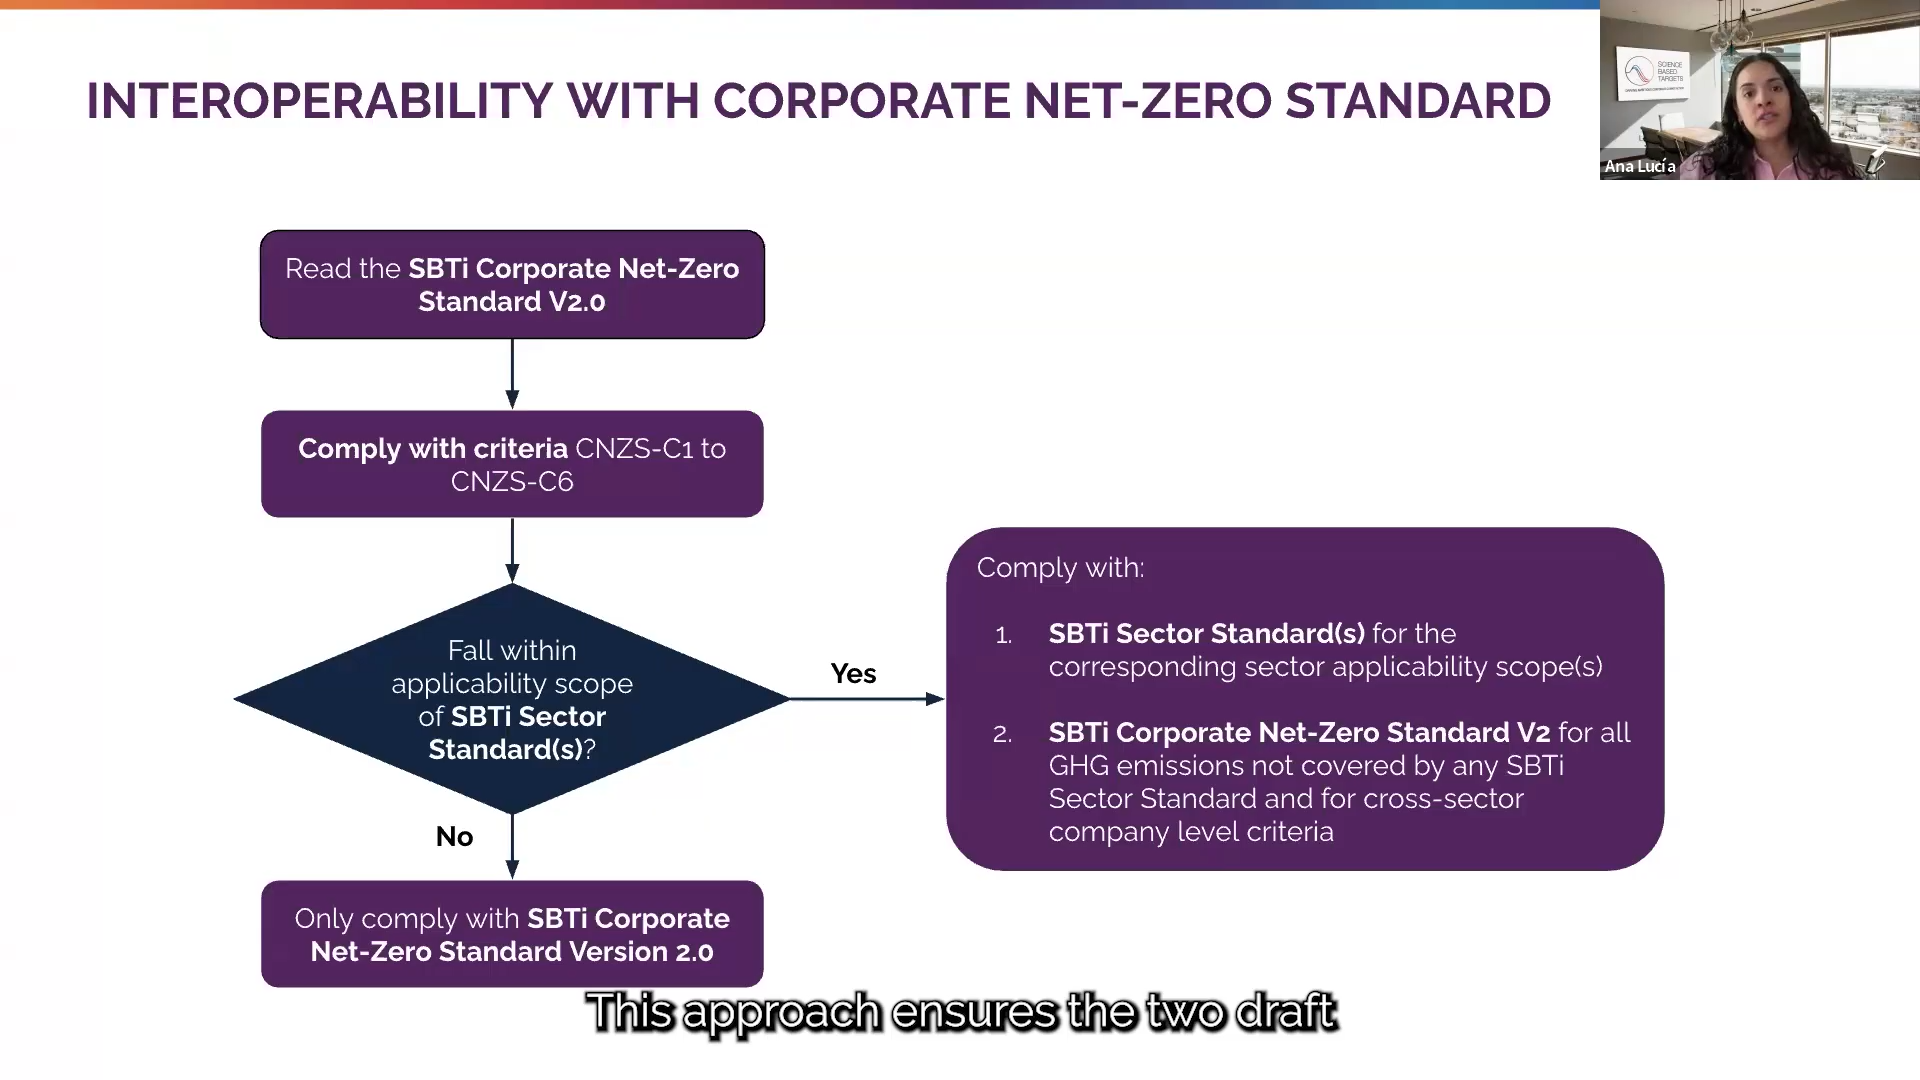 INTEROPERABILITY WITH CORPORATE NET-ZERO STANDARD
SCIENCE
BASED
TARGETS
Ana Lucía
Read the SBTi Corporate Net-Zero
Standard V2.0
Comply with criteria CNZS-C1 to
CNZS-C6
Fall within
applicability scope
of SBTi Sector
Standard(s)?
Yes
Comply with:
1. SBTi Sector Standard(s) for the
corresponding sector applicability scope(s)
2. SBTi Corporate Net-Zero Standard V2 for all
GHG emissions not covered by any SBTi
Sector Standard and for cross-sector
company level criteria
No
Only comply with SBTi Corporate
Net-Zero Standard Version 2.0
This approach ensures the two draft